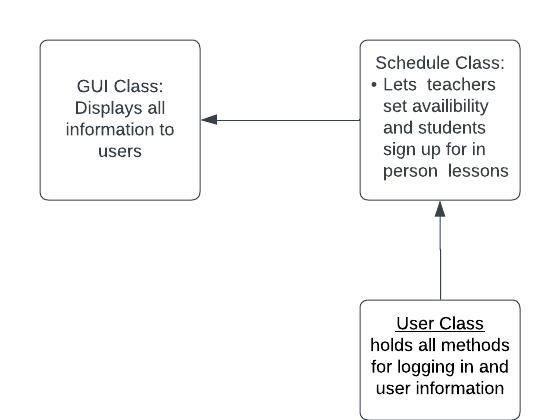 GUI Class:
Displays all
information to
users
Schedule Class:
• Lets teachers
set availibility
and students
sign up for in
person lessons
User Class
holds all methods
for logging in and
user information